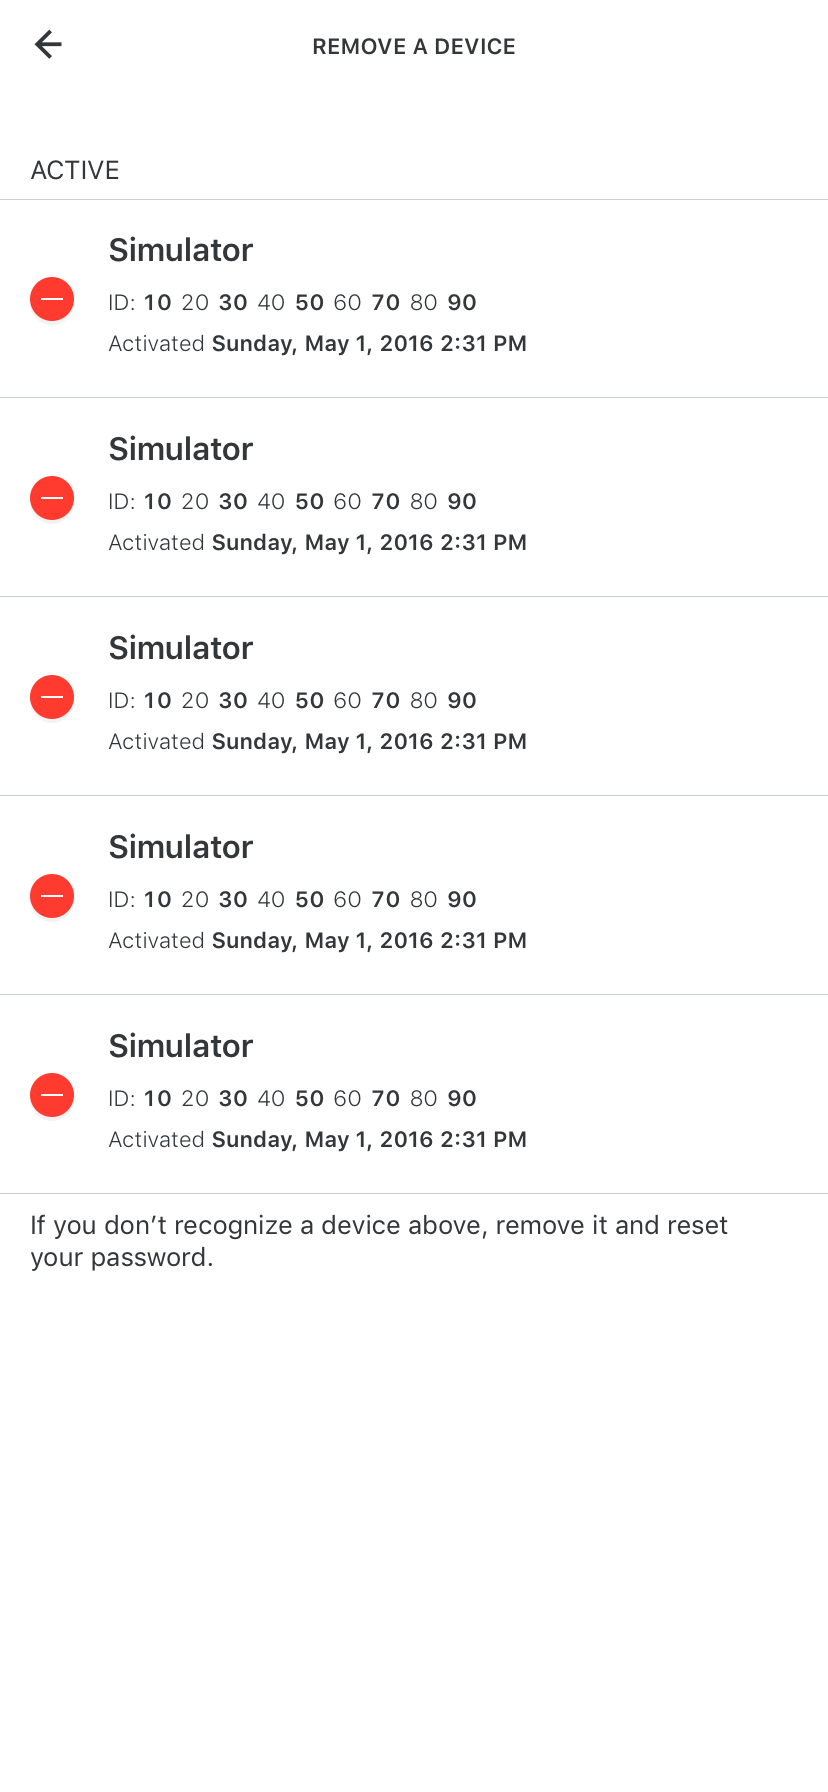 REMOVE A DEVICE
ACTIVE
Simulator
ID: 10 20 30 40 50 60 70 80 90
Activated Sunday, May 1, 2016 2:31 PM
Simulator
ID: 10 20 30 40 50 60 70 80 90
Activated Sunday, May 1, 2016 2:31 PM
Simulator
ID: 10 20 30 40 50 60 70 80 90
Activated Sunday, May 1, 2016 2:31 PM
Simulator
ID: 10 20 30 40 50 60 70 80 90
Activated Sunday, May 1, 2016 2:31 PM
Simulator
ID: 10 20 30 40 50 60 70 80 90
Activated Sunday, May 1, 2016 2:31 PM
If you don’t recognize a device above, remove it and reset
your password.